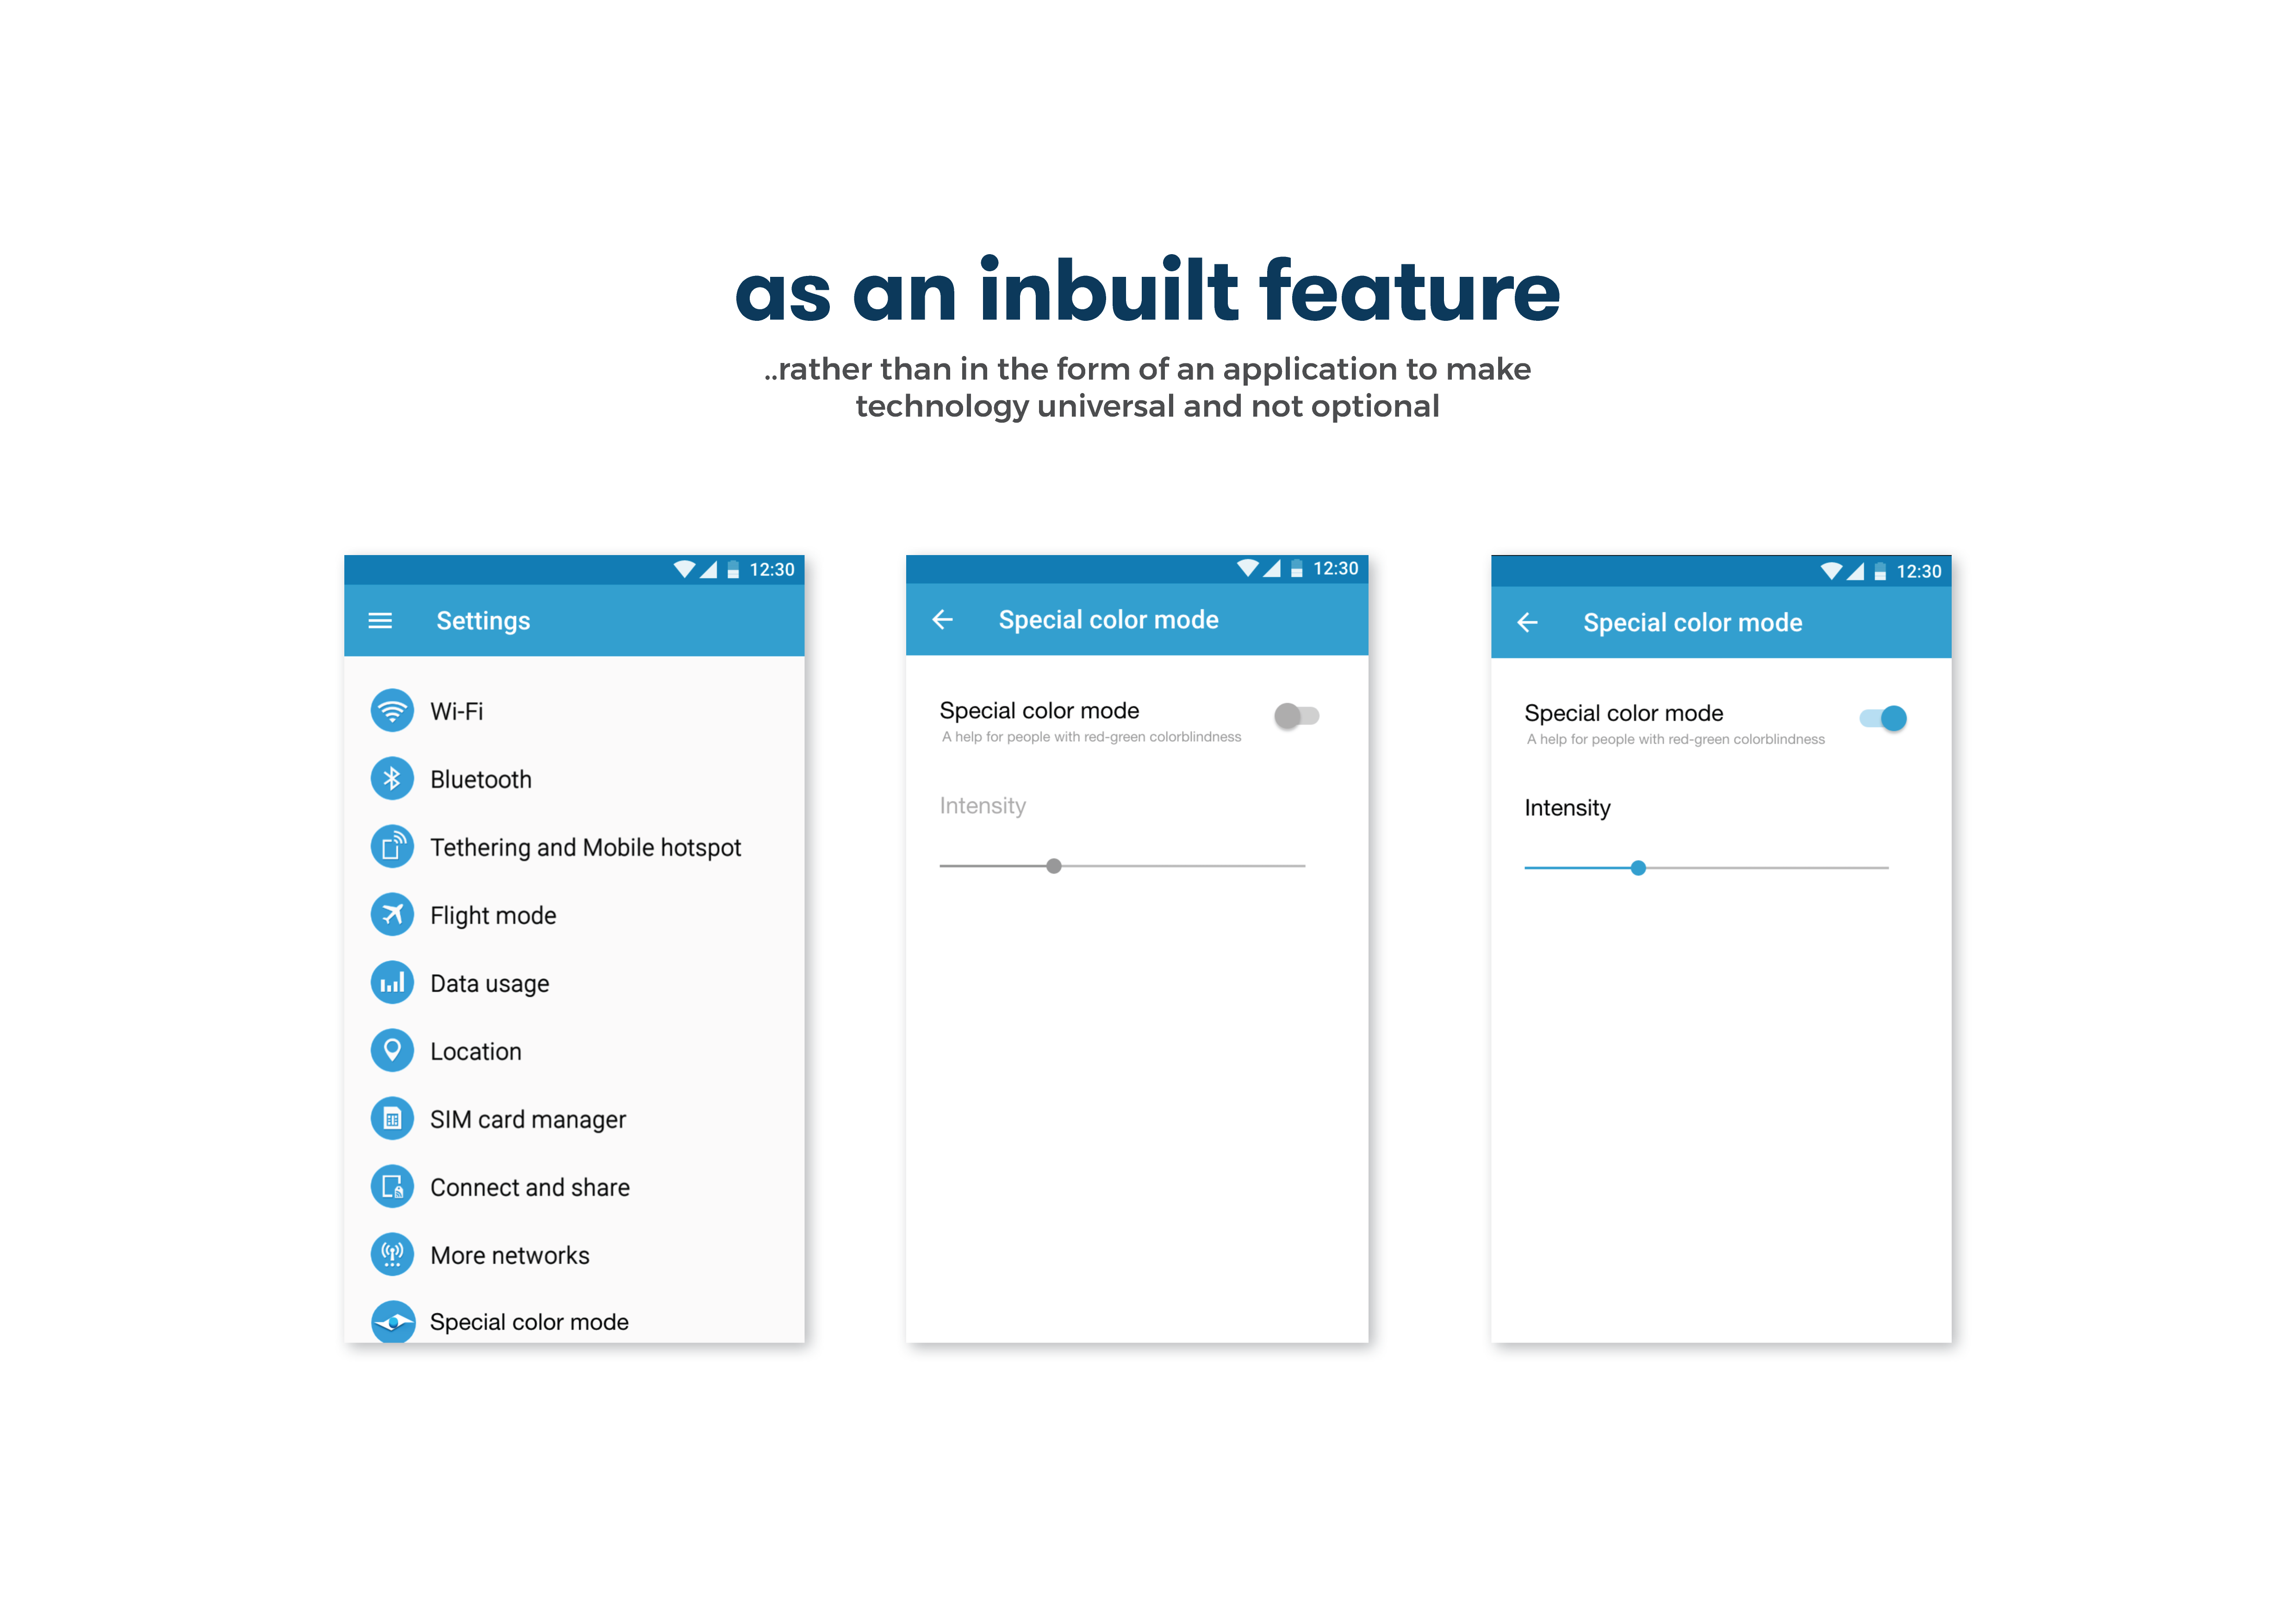 as an inbuilt feature
..rather than in the form of an application to make
technology universal and not optional
12:30
Settings
Wi-Fi
Bluetooth
Tethering and Mobile hotspot
Flight mode
Data usage
Location
SIM card manager
Connect and share
More networks
Special color mode
12:30
Special color mode
Special color mode
A help for people with red-green colorblindness
Intensity
12:30
Special color mode
Special color mode
A help for people with red-green colorblindness
Intensity